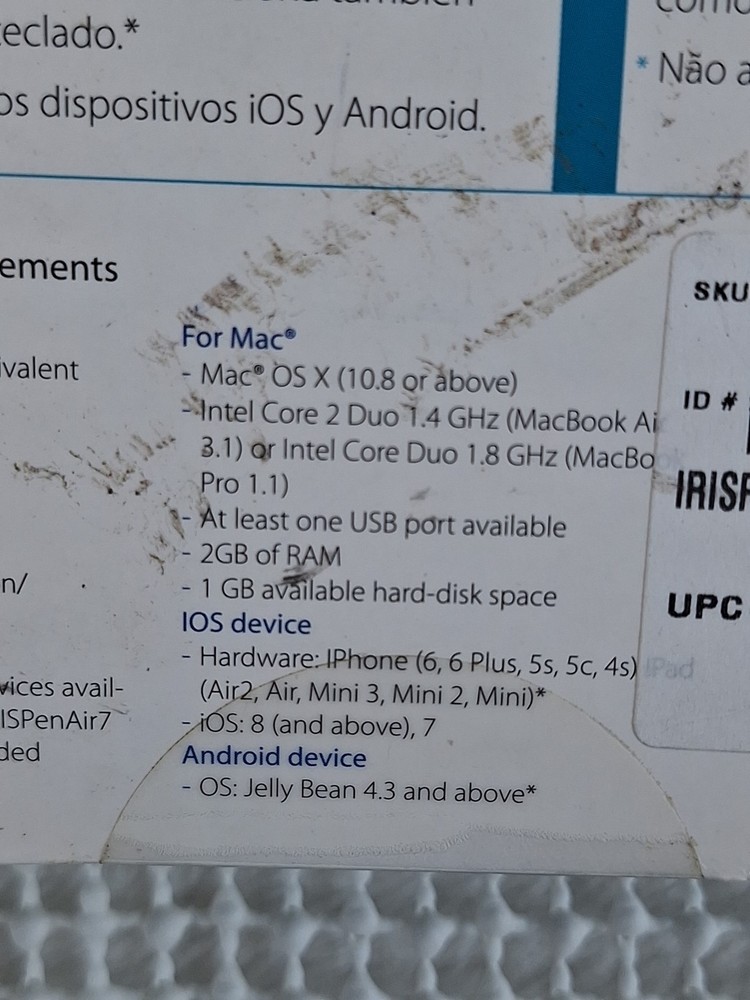 teclado.*
os dispositivos iOS y Android.
* Não a
ements
ivalent
n/
vices avail-
ISPenAir7
ded
For Mac®
- Mac® OS X (10.8 or above)
- Intel Core 2 Duo 1.4 GHz (MacBook Ai
3.1) or Intel Core Duo 1.8 GHz (MacBo
Pro 1.1)
- At least one USB port available
- 2GB of RAM
- 1 GB available hard-disk space
IOS device
- Hardware: IPhone (6, 6 Plus, 5s, 5c, 4s) iPad
(Air2, Air, Mini 3, Mini 2, Mini)*
- iOS: 8 (and above), 7
Android device
- OS: Jelly Bean 4.3 and above*
SKU
ID #
IRISP
UPC